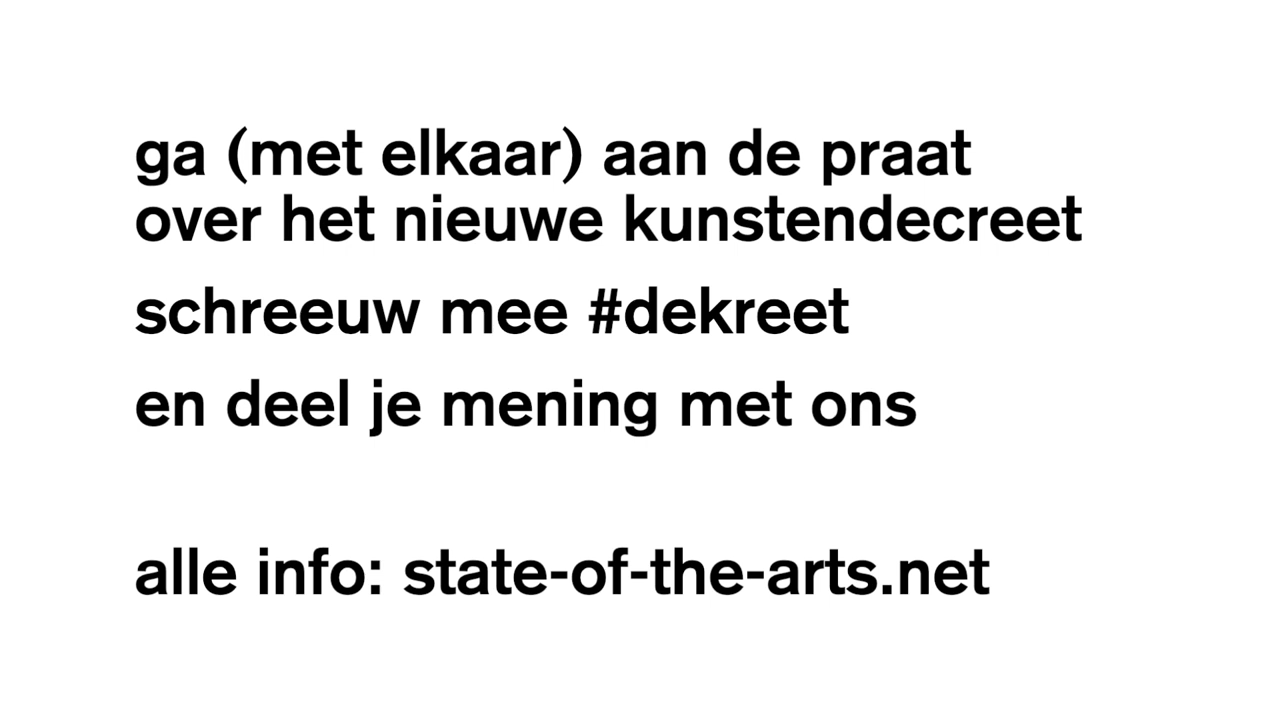 ga (met elkaar) aan de praat
over het nieuwe kunstendecreet
schreeuw mee #dekreet
en deel je mening met ons
alle info: state-of-the-arts.net